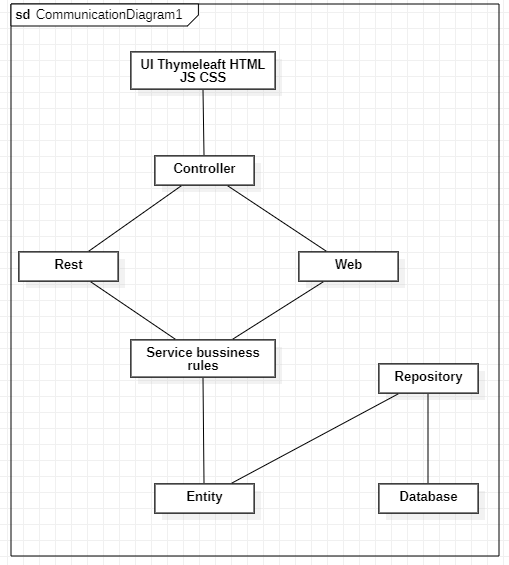 sd CommunicationDiagram1
UI Thymeleaft HTML
JS CSS
Controller
Rest
Web
Service bussiness
rules
Repository
Entity
Database